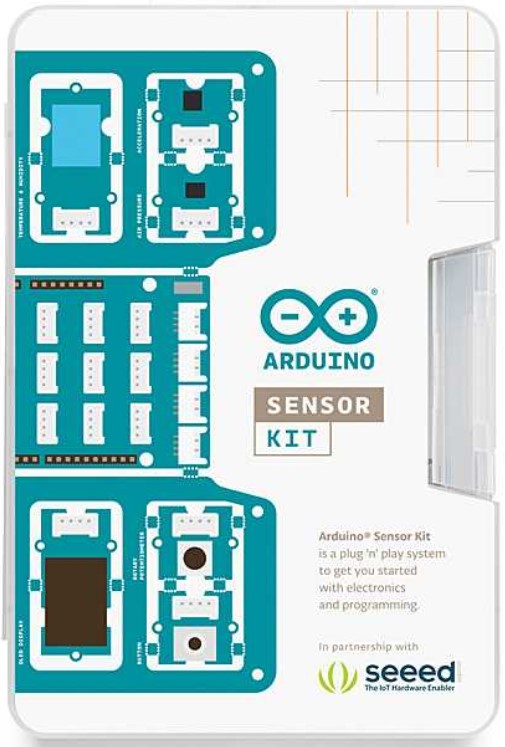 TEMPERATURE & HUMIDITY
ACCELERATION
AIR PRESSURE
ARDUINO®
SENSOR
KIT
OLED DISPLAY
ROTARY
POTENTIOMETER
BUTTON
Arduino® Sensor Kit
is a plug 'n' play system
to get you started
with electronics
and programming.
In partnership with
seeed
The IoT Hardware Enabler